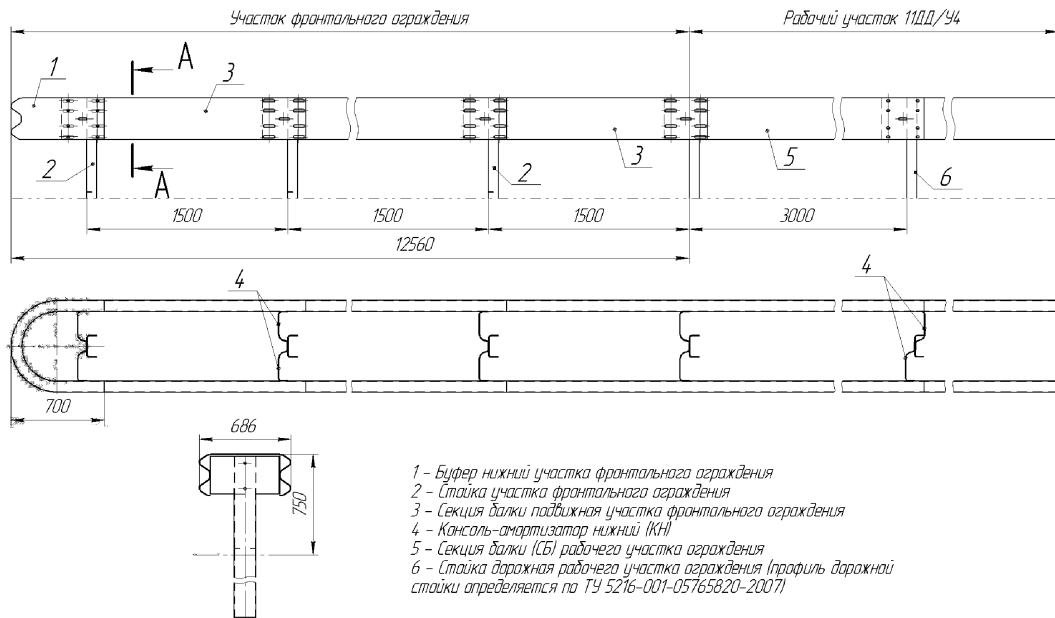 Участок фронтального ограждения
Рабочий участок 11ДД/У4
А
1
3
2
А
2
3
5
6
1500
1500
1500
3000
12560
4
4
700
686
750
1 - Буфер нижний участка фронтального ограждения
2 - Стойка участка фронтального ограждения
3 - Секция балки подвижная участка фронтального ограждения
4 - Консоль-амортизатор нижний (КН)
5 - Секция балки (СБ) рабочего участка ограждения
6 - Стойка дорожная рабочего участка ограждения (профиль дорожной
стойки определяется по ТУ 5216-001-05765820-2007)